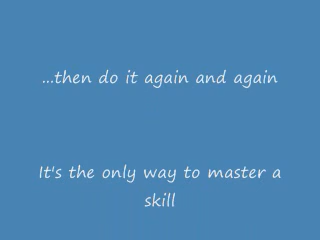 ...then do it again and again
It's the only way to master a
skill